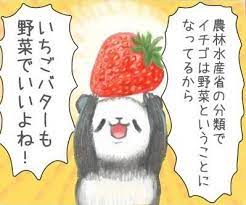 農林水産省の分類で
イチゴは野菜ということに
なってるから
いちごバターも
野菜でいいよね!